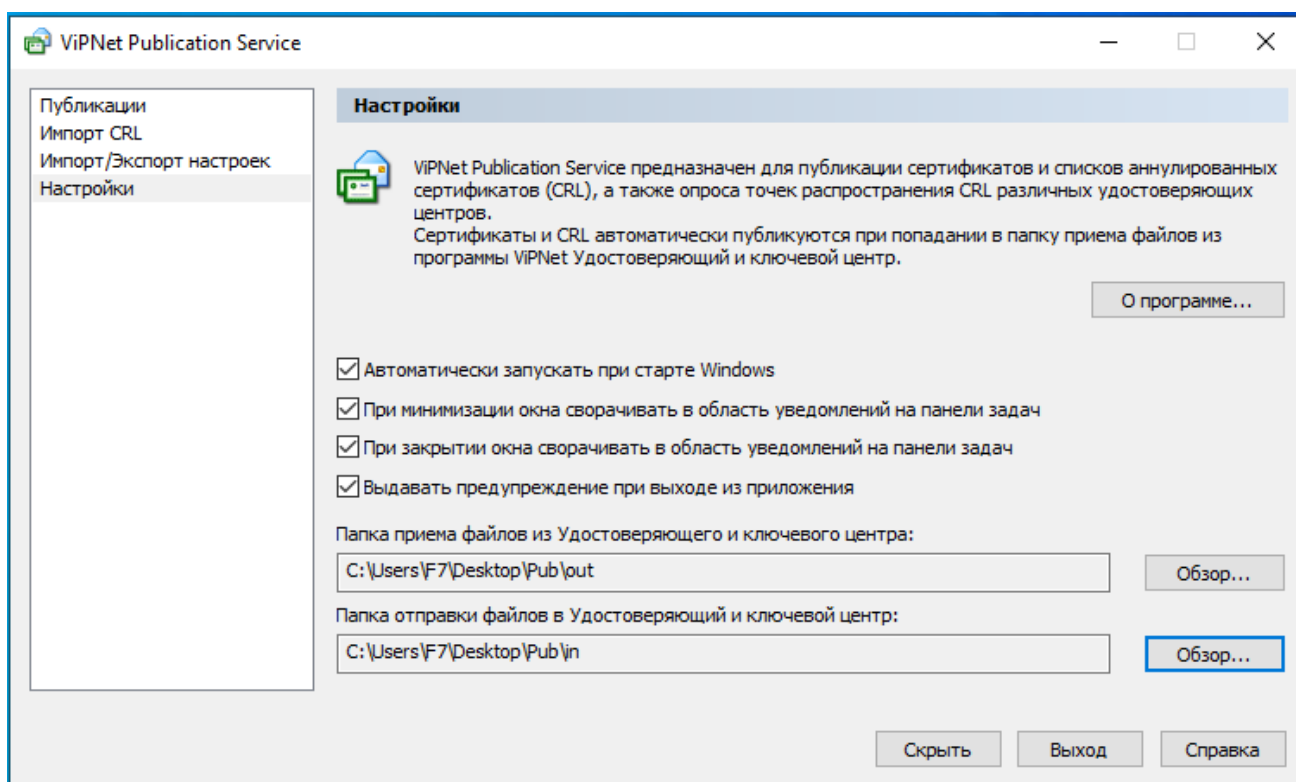 ViPNet Publication Service
Публикации
Импорт CRL
Импорт/Экспорт настроек
Настройки
Настройки
ViPNet Publication Service предназначен для публикации сертификатов и списков аннулированных
сертификатов (CRL), а также опроса точек распространения CRL различных удостоверяющих
центров.
Сертификаты и CRL автоматически публикуются при попадании в папку приема файлов из
программы ViPNet Удостоверяющий и ключевой центр.
О программе...
Автоматически запускать при старте Windows
При минимизации окна сворачивать в область уведомлений на панели задач
При закрытии окна сворачивать в область уведомлений на панели задач
Выдавать предупреждение при выходе из приложения
Папка приема файлов из Удостоверяющего и ключевого центра:
C:\Users\F7\Desktop\Pub\out
Обзор...
Папка отправки файлов в Удостоверяющий и ключевой центр:
C:\Users\F7\Desktop\Pub\in
Обзор...
Скрыть
Выход
Справка